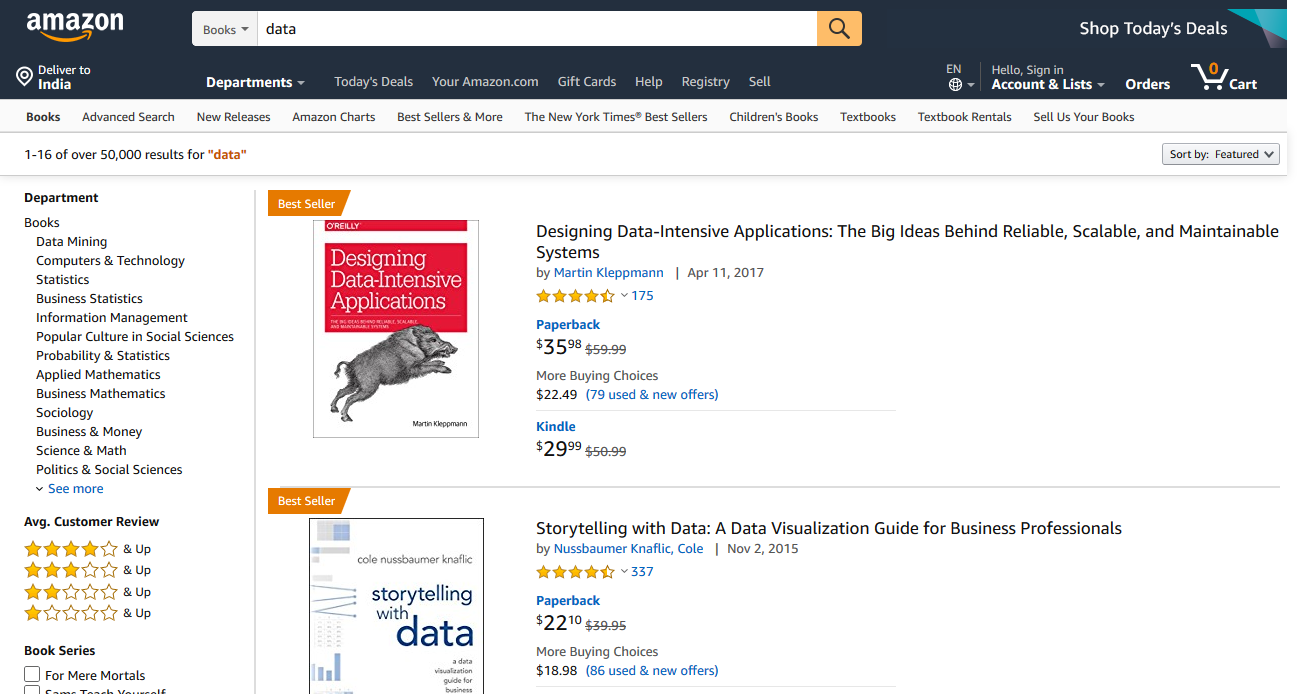 amazon
Books
data
Shop Today's Deals
Deliver to
India
Departments
Today's Deals
Your Amazon.com
Gift Cards
Help
Registry
Sell
EN
Hello, Sign in
Account & Lists
Orders
0
Cart
Books
Advanced Search
New Releases
Amazon Charts
Best Sellers & More
The New York Times® Best Sellers
Children's Books
Textbooks
Textbook Rentals
Sell Us Your Books
1-16 of over 50,000 results for "data"
Sort by: Featured
Department
Books
Data Mining
Computers & Technology
Statistics
Business Statistics
Information Management
Popular Culture in Social Sciences
Probability & Statistics
Applied Mathematics
Business Mathematics
Sociology
Business & Money
Science & Math
Politics & Social Sciences
See more
Avg. Customer Review
& Up
& Up
& Up
& Up
Book Series
For Mere Mortals
Sams Teach Yourself
Best Seller
O'REILLY®
Designing
Data-Intensive
Applications
THE BIG IDEAS BEHIND RELIABLE, SCALABLE,
AND MAINTAINABLE SYSTEMS
Martin Kleppmann
Designing Data-Intensive Applications: The Big Ideas Behind Reliable, Scalable, and Maintainable
Systems
by Martin Kleppmann | Apr 11, 2017
175
Paperback
$3598 $59.99
More Buying Choices
$22.49 (79 used & new offers)
Kindle
$2999 $50.99
Best Seller
cole nussbaumer knaflic
storytelling
with
data
a data
visualization
guide for
business
Storytelling with Data: A Data Visualization Guide for Business Professionals
by Nussbaumer Knaflic, Cole | Nov 2, 2015
337
Paperback
$2210 $39.95
More Buying Choices
$18.98 (86 used & new offers)